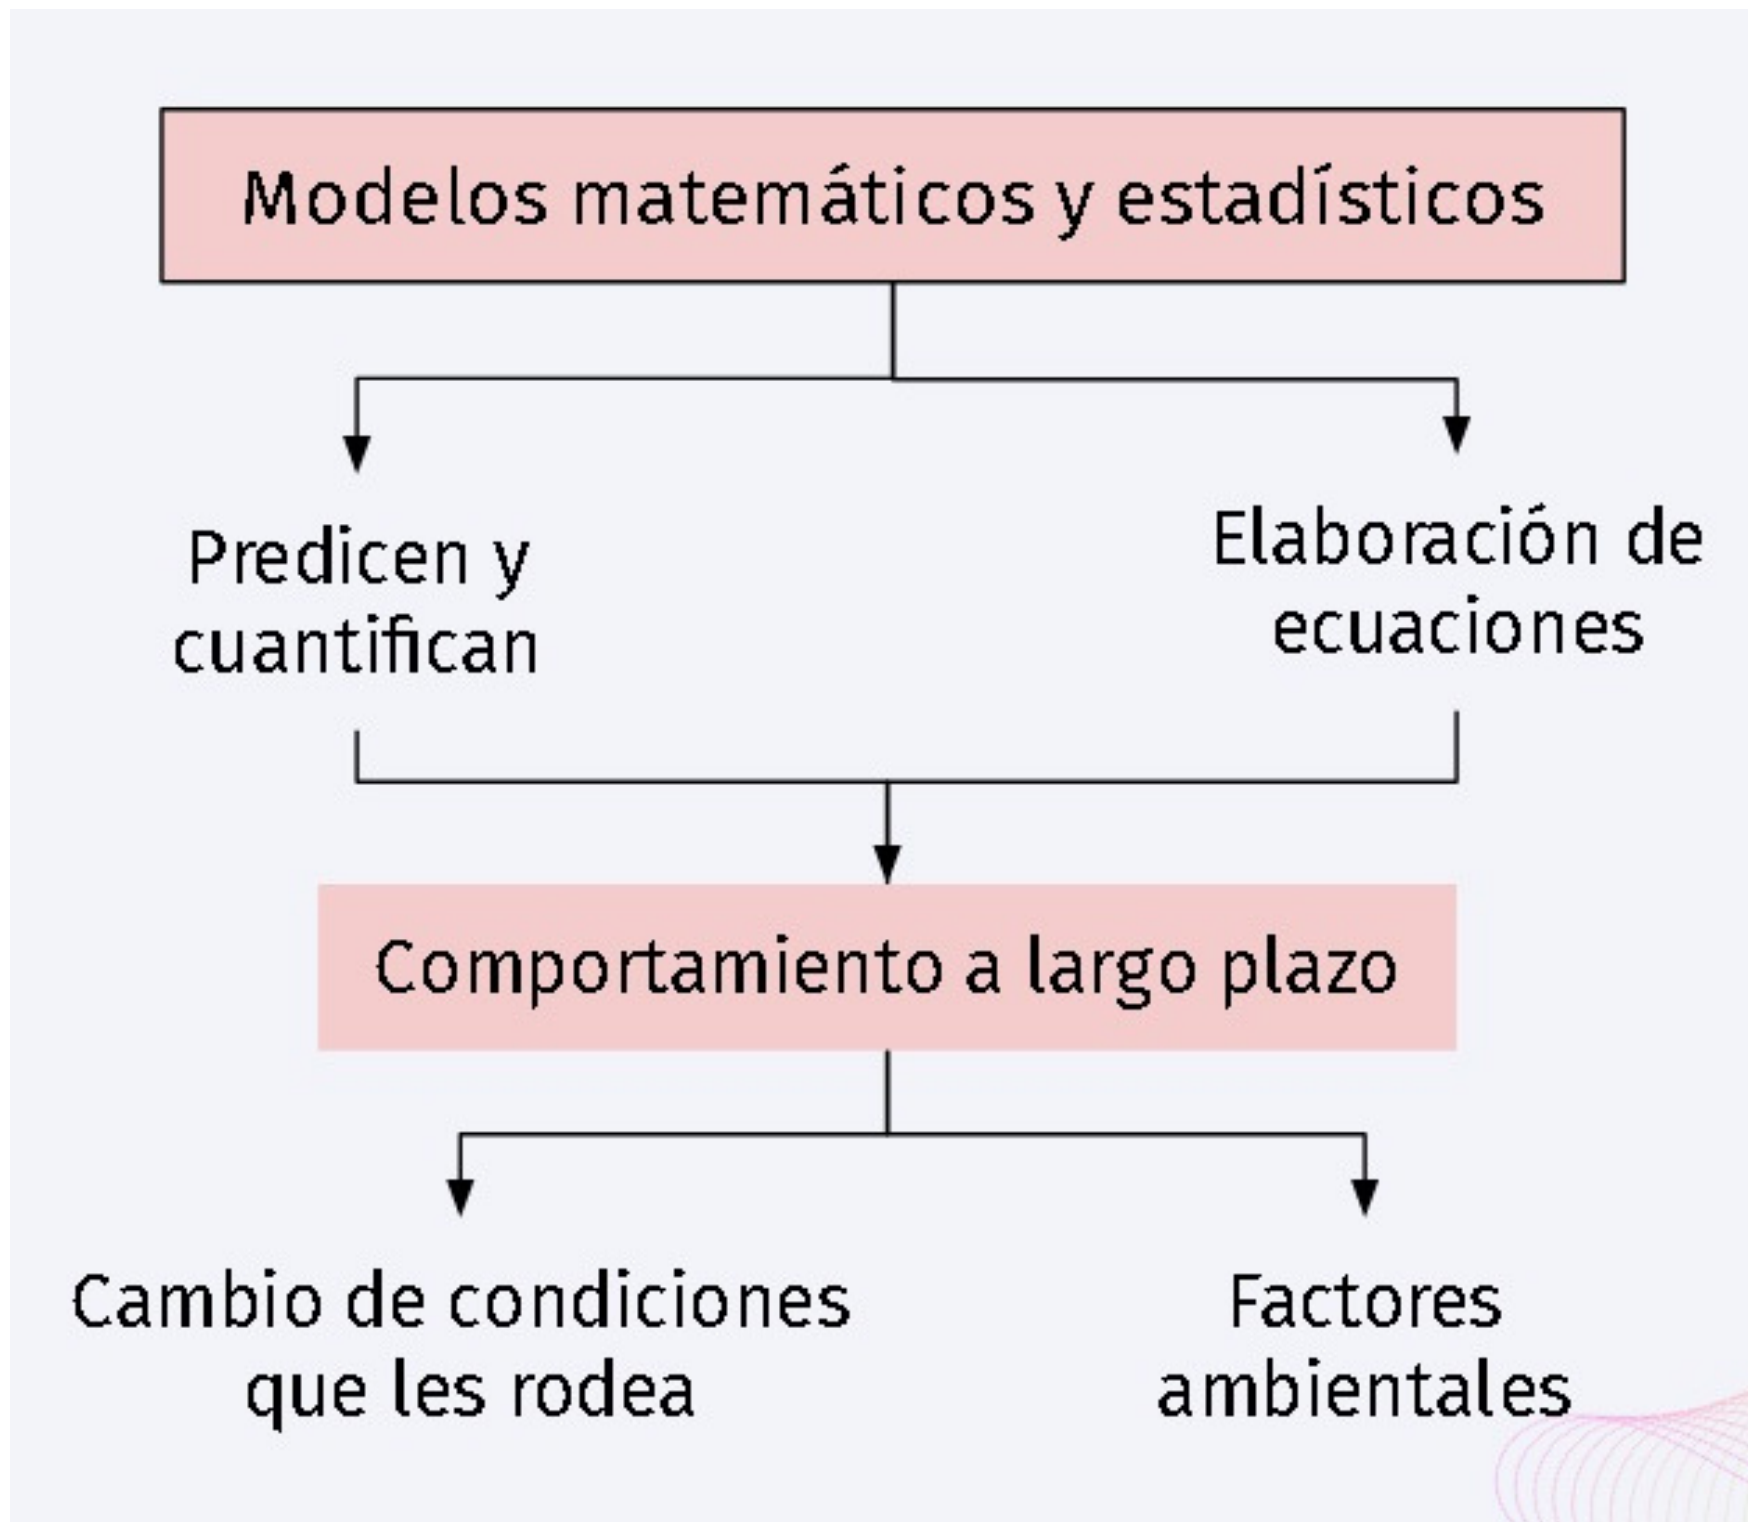 Modelos matemáticos y estadísticos
Predicen y
cuantifican
Elaboración de
ecuaciones
Comportamiento a largo plazo
Cambio de condiciones
que les rodea
Factores
ambientales